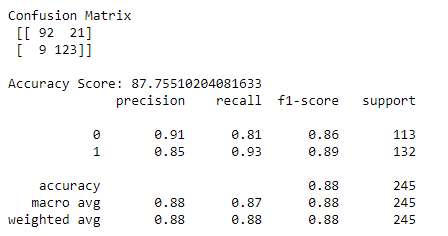 Confusion Matrix
[[ 92 21]
[ 9 123]]
Accuracy Score: 87.75510204081633
precision recall f1-score support
0 0.91 0.81 0.86 113
1 0.85 0.93 0.89 132
accuracy 0.88 245
macro avg 0.88 0.87 0.88 245
weighted avg 0.88 0.88 0.88 245